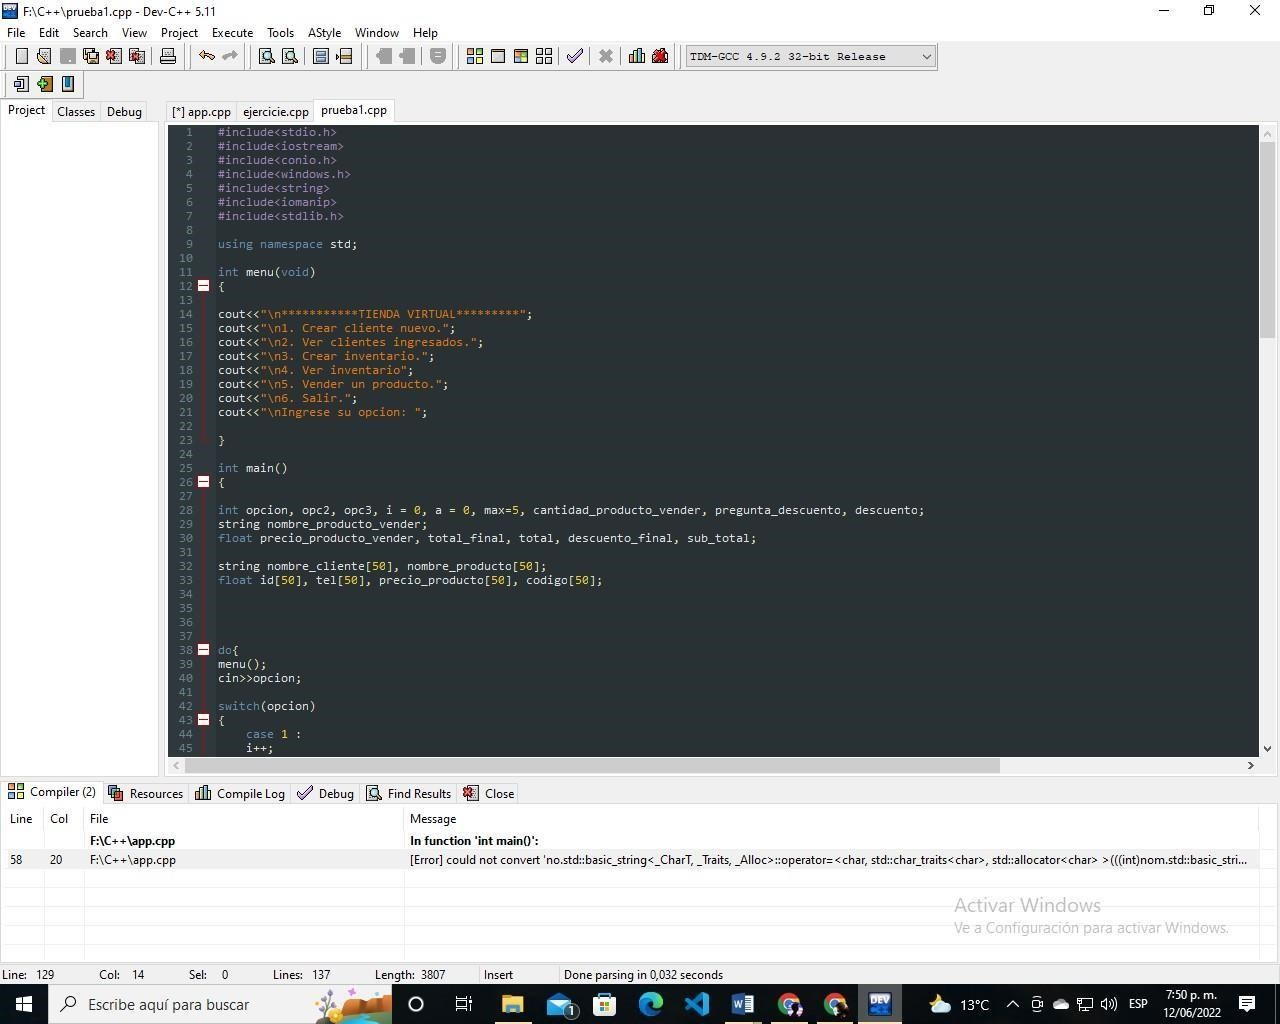 F:\C++\prueba1.cpp - Dev-C++ 5.11
File Edit Search View Project Execute Tools AStyle Window Help
TDM-GCC 4.9.2 32-bit Release
Project Classes Debug
[*] app.cpp ejercicie.cpp prueba1.cpp
1 #include<stdio.h>
2 #include<iostream>
3 #include<conio.h>
4 #include<windows.h>
5 #include<string>
6 #include<iomanip>
7 #include<stdlib.h>
8
9 using namespace std;
10
11 int menu(void)
12 {
13
14 cout<<"\n***********TIENDA VIRTUAL*********";
15 cout<<"\n1. Crear cliente nuevo.";
16 cout<<"\n2. Ver clientes ingresados.";
17 cout<<"\n3. Crear inventario.";
18 cout<<"\n4. Ver inventario";
19 cout<<"\n5. Vender un producto.";
20 cout<<"\n6. Salir.";
21 cout<<"\nIngrese su opcion: ";
22
23 }
24
25 int main()
26 {
27
28 int opcion, opc2, opc3, i = 0, a = 0, max=5, cantidad_producto_vender, pregunta_descuento, descuento;
29 string nombre_producto_vender;
30 float precio_producto_vender, total_final, total, descuento_final, sub_total;
31
32 string nombre_cliente[50], nombre_producto[50];
33 float id[50], tel[50], precio_producto[50], codigo[50];
34
35
36
37
38 do{
39 menu();
40 cin>>opcion;
41
42 switch(opcion)
43 {
44 case 1 :
45 i++;
Compiler (2) Resources Compile Log Debug Find Results Close
Line Col File Message
F:\C++\app.cpp In function 'int main()':
58 20 F:\C++\app.cpp [Error] could not convert 'no.std::basic_string<_CharT, _Traits, _Alloc>::operator=<char, std::char_traits<char>, std::allocator<char> >(((int)nom.std::basic_stri...
Activar Windows
Ve a Configuración para activar Windows.
Line: 129 Col: 14 Sel: 0 Lines: 137 Length: 3807 Insert Done parsing in 0,032 seconds
Escribe aquí para buscar
1
DEV
13°C
ESP
7:50 p. m.
12/06/2022